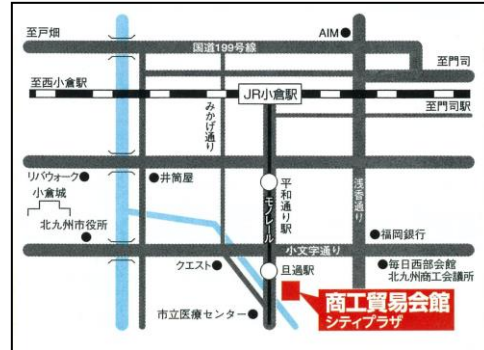 至戸畑
AIM
国道199号線
至門司
至西小倉駅
JR小倉駅
至門司駅
みかげ通り
リバウォーク
井筒屋
小倉城
平和通り駅
浅香通り
モノレール
北九州市役所
福岡銀行
小文字通り
クエスト
旦過駅
毎日西部会館
北九州商工会議所
市立医療センター
商工貿易会館
シティプラザ